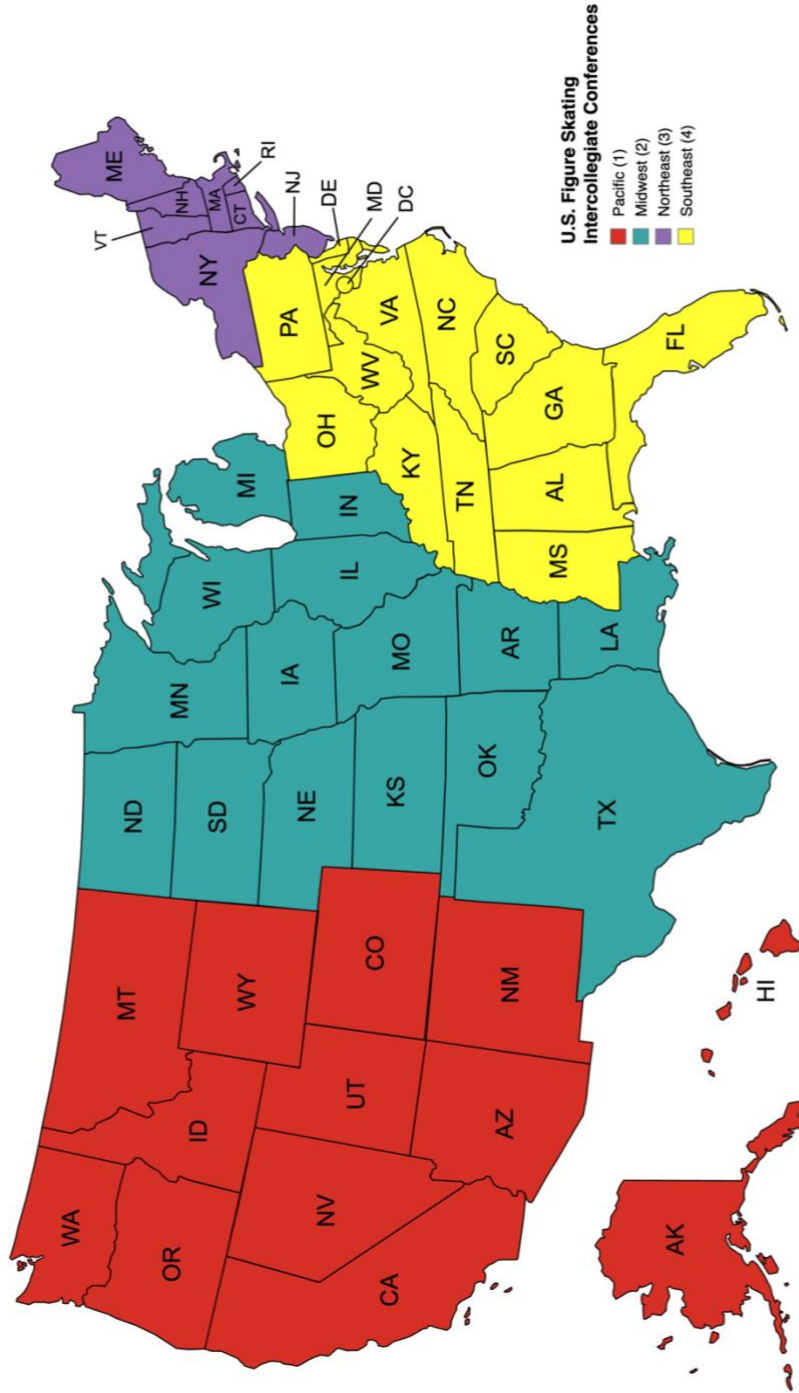 WA
OR
CA
NV
ID
MT
WY
UT
CO
AZ
NM
AK
HI
ND
SD
NE
KS
OK
TX
MN
IA
MO
AR
LA
WI
IL
MI
IN
OH
KY
TN
MS
AL
GA
FL
SC
NC
VA
WV
PA
NY
VT
NH
ME
MA
CT
RI
NJ
DE
MD
DC
U.S. Figure Skating
Intercollegiate Conferences
Pacific (1)
Midwest (2)
Northeast (3)
Southeast (4)